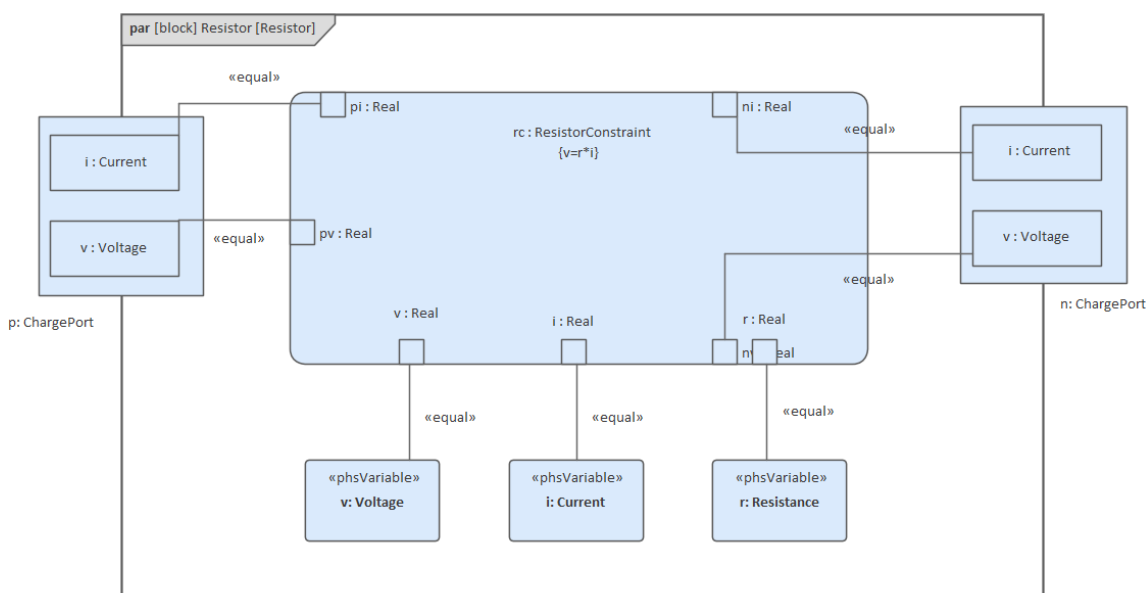 par [block] Resistor [Resistor]
«equal»
pi : Real
ni : Real
rc : ResistorConstraint
{v=r*i}
«equal»
i : Current
i : Current
pv : Real
«equal»
v : Voltage
v : Voltage
«equal»
p: ChargePort
n: ChargePort
v : Real
i : Real
r : Real
«equal»
«equal»
«equal»
«phsVariable»
v: Voltage
«phsVariable»
i: Current
«phsVariable»
r: Resistance